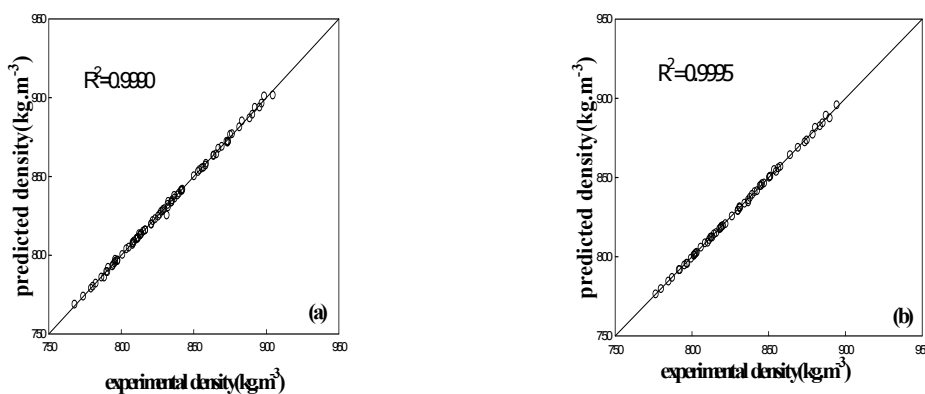 950
R²=0.9990
900
predicted density(kg.m⁻³)
850
800
(a)
750
750 800 850 900 950
experimental density(kg.m⁻³)
950
R²=0.9995
900
predicted density(kg.m⁻³)
850
800
(b)
750
750 800 850 900 950
experimental density(kg.m⁻³)